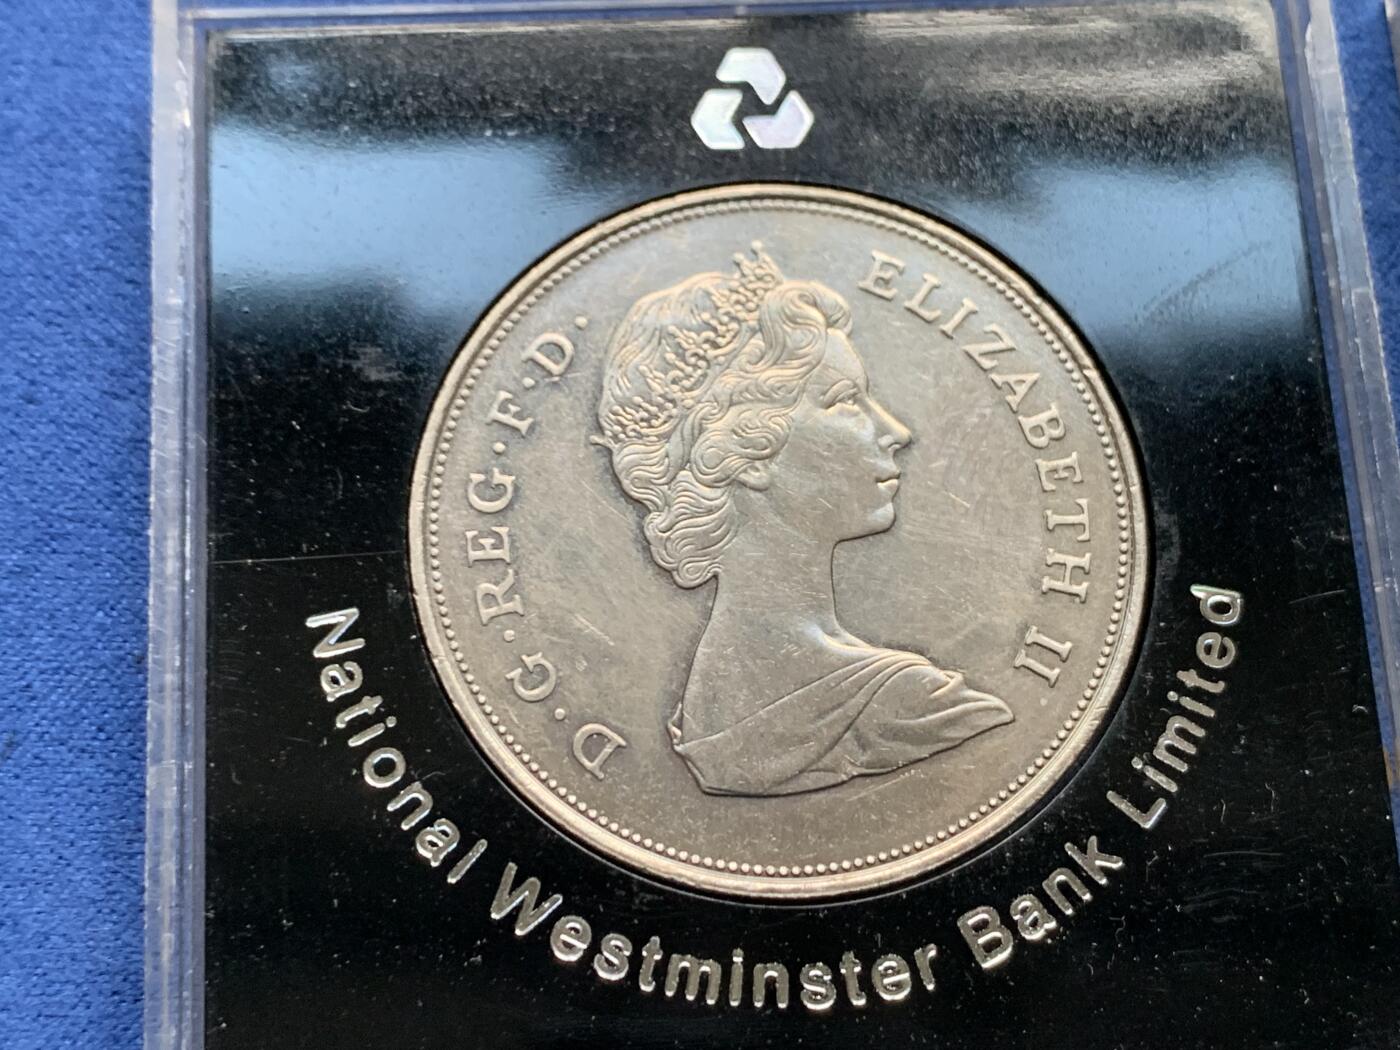 D·G·REG·F·D· ELIZABETH II
National Westminster Bank Limited